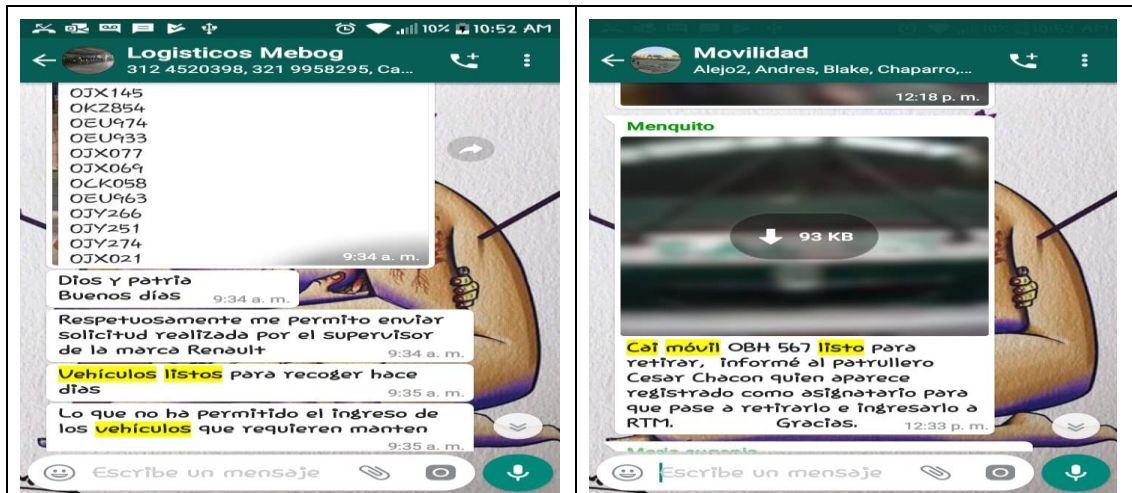 10% 10:52 AM
Logisticos Mebog
312 4520398, 321 9958295, Ca...
OJX145
OKZ854
OEU974
OEU933
OJX077
OJX069
OCK058
OEU963
OJY266
OJY251
OJY274
OJX021
9:34 a. m.
Dios y patria
Buenos días 9:34 a. m.
Respetuosamente me permito enviar
solicitud realizada por el supervisor
de la marca Renault 9:34 a. m.
Vehículos listos para recoger hace
días 9:35 a. m.
Lo que no ha permitido el ingreso de
los vehículos que requieren manten
9:35 a. m.
Escribe un mensaje
Movilidad
Alejo2, Andres, Blake, Chaparro,...
12:18 p. m.
Menquito
93 KB
Cai móvil OBH 567 listo para
retirar, informé al patrullero
Cesar Chacon quien aparece
registrado como asignatario para
que pase a retirarlo e ingresarlo a
RTM. Gracias. 12:33 p. m.
Escribe un mensaje